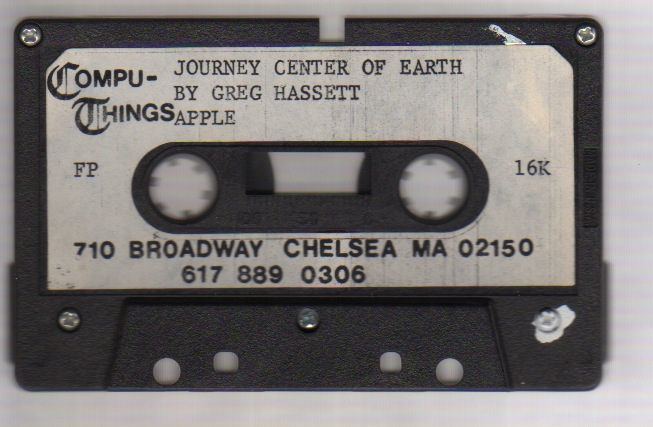 COMPU-
THINGS
JOURNEY CENTER OF EARTH
BY GREG HASSETT
APPLE
FP
16K
710 BROADWAY CHELSEA MA 02150
617 889 0306